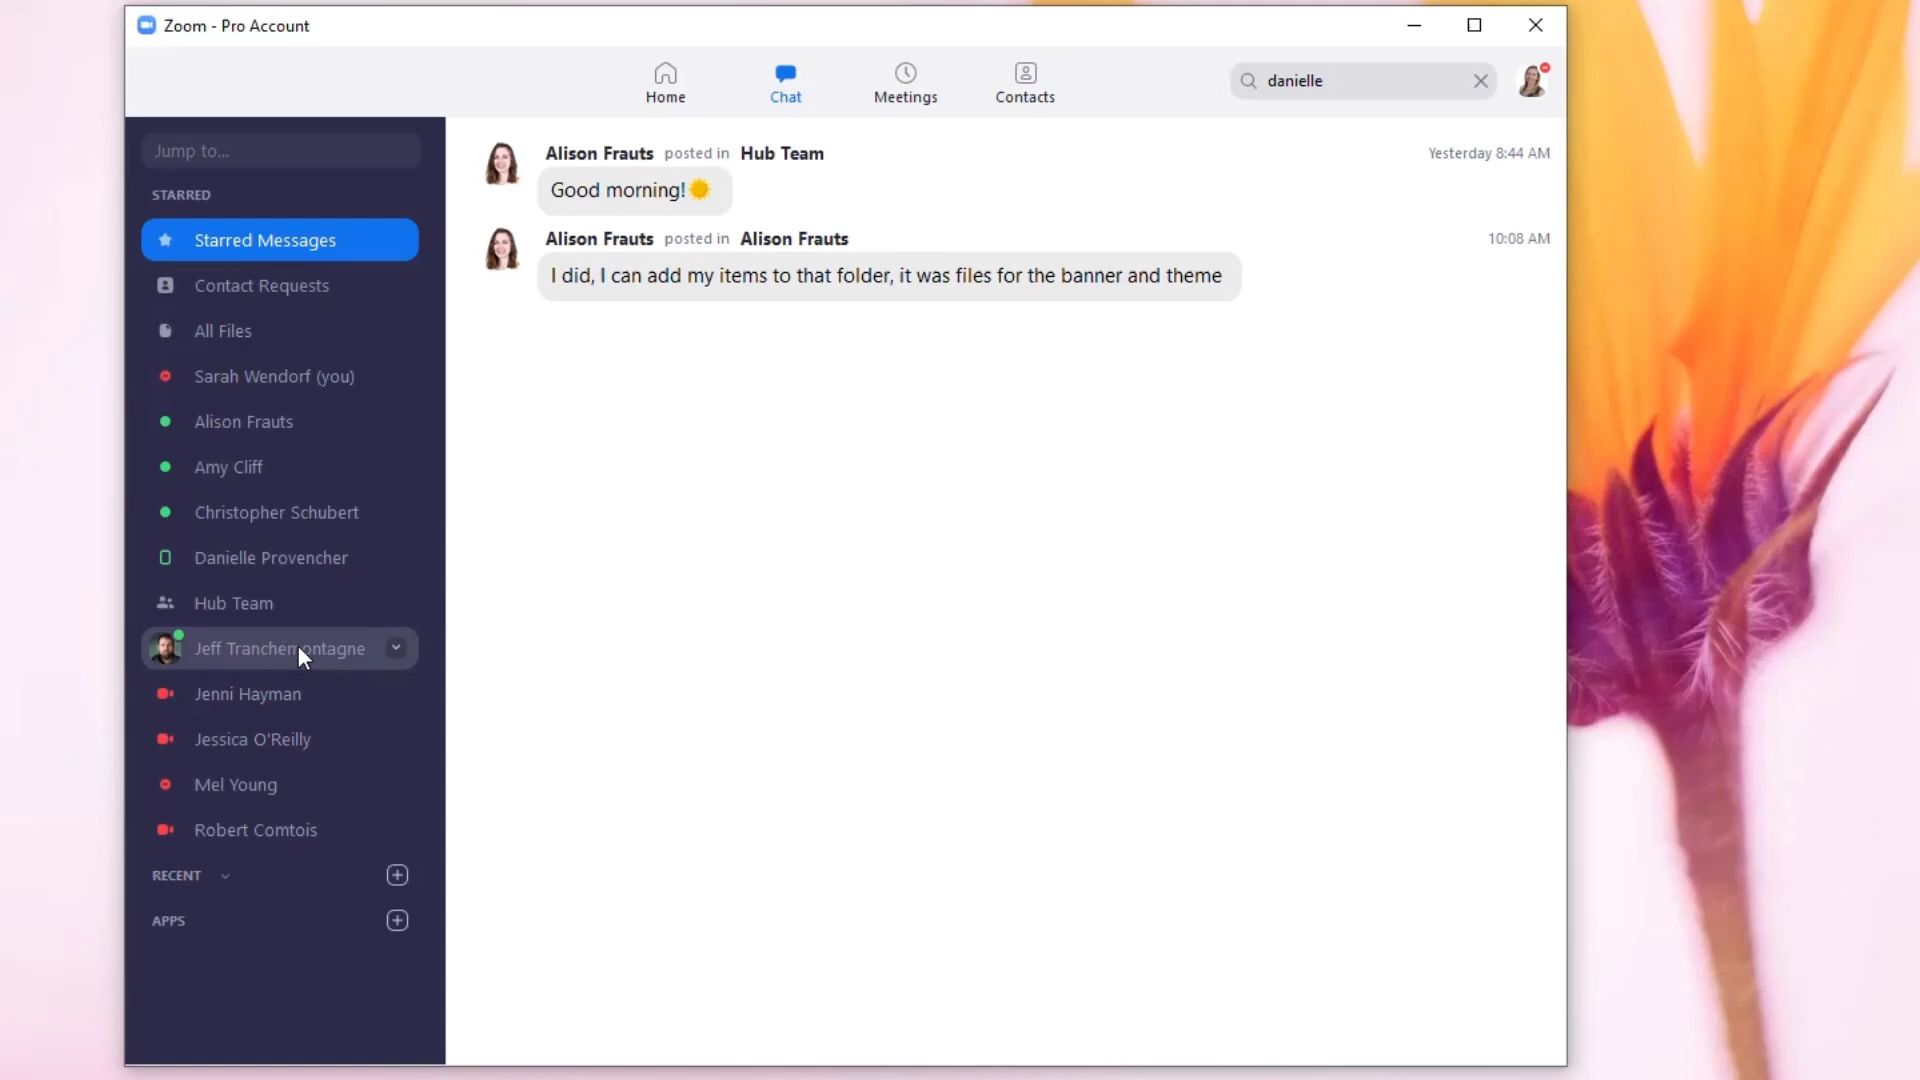 Zoom - Pro Account
Home
Chat
Meetings
Contacts
danielle
Jump to...
STARRED
Starred Messages
Contact Requests
All Files
Sarah Wendorf (you)
Alison Frauts
Amy Cliff
Christopher Schubert
Danielle Provencher
Hub Team
Jeff Tranchemontagne
Jenni Hayman
Jessica O'Reilly
Mel Young
Robert Comtois
RECENT
APPS
Alison Frauts posted in Hub Team Yesterday 8:44 AM
Good morning!
Alison Frauts posted in Alison Frauts 10:08 AM
I did, I can add my items to that folder, it was files for the banner and theme